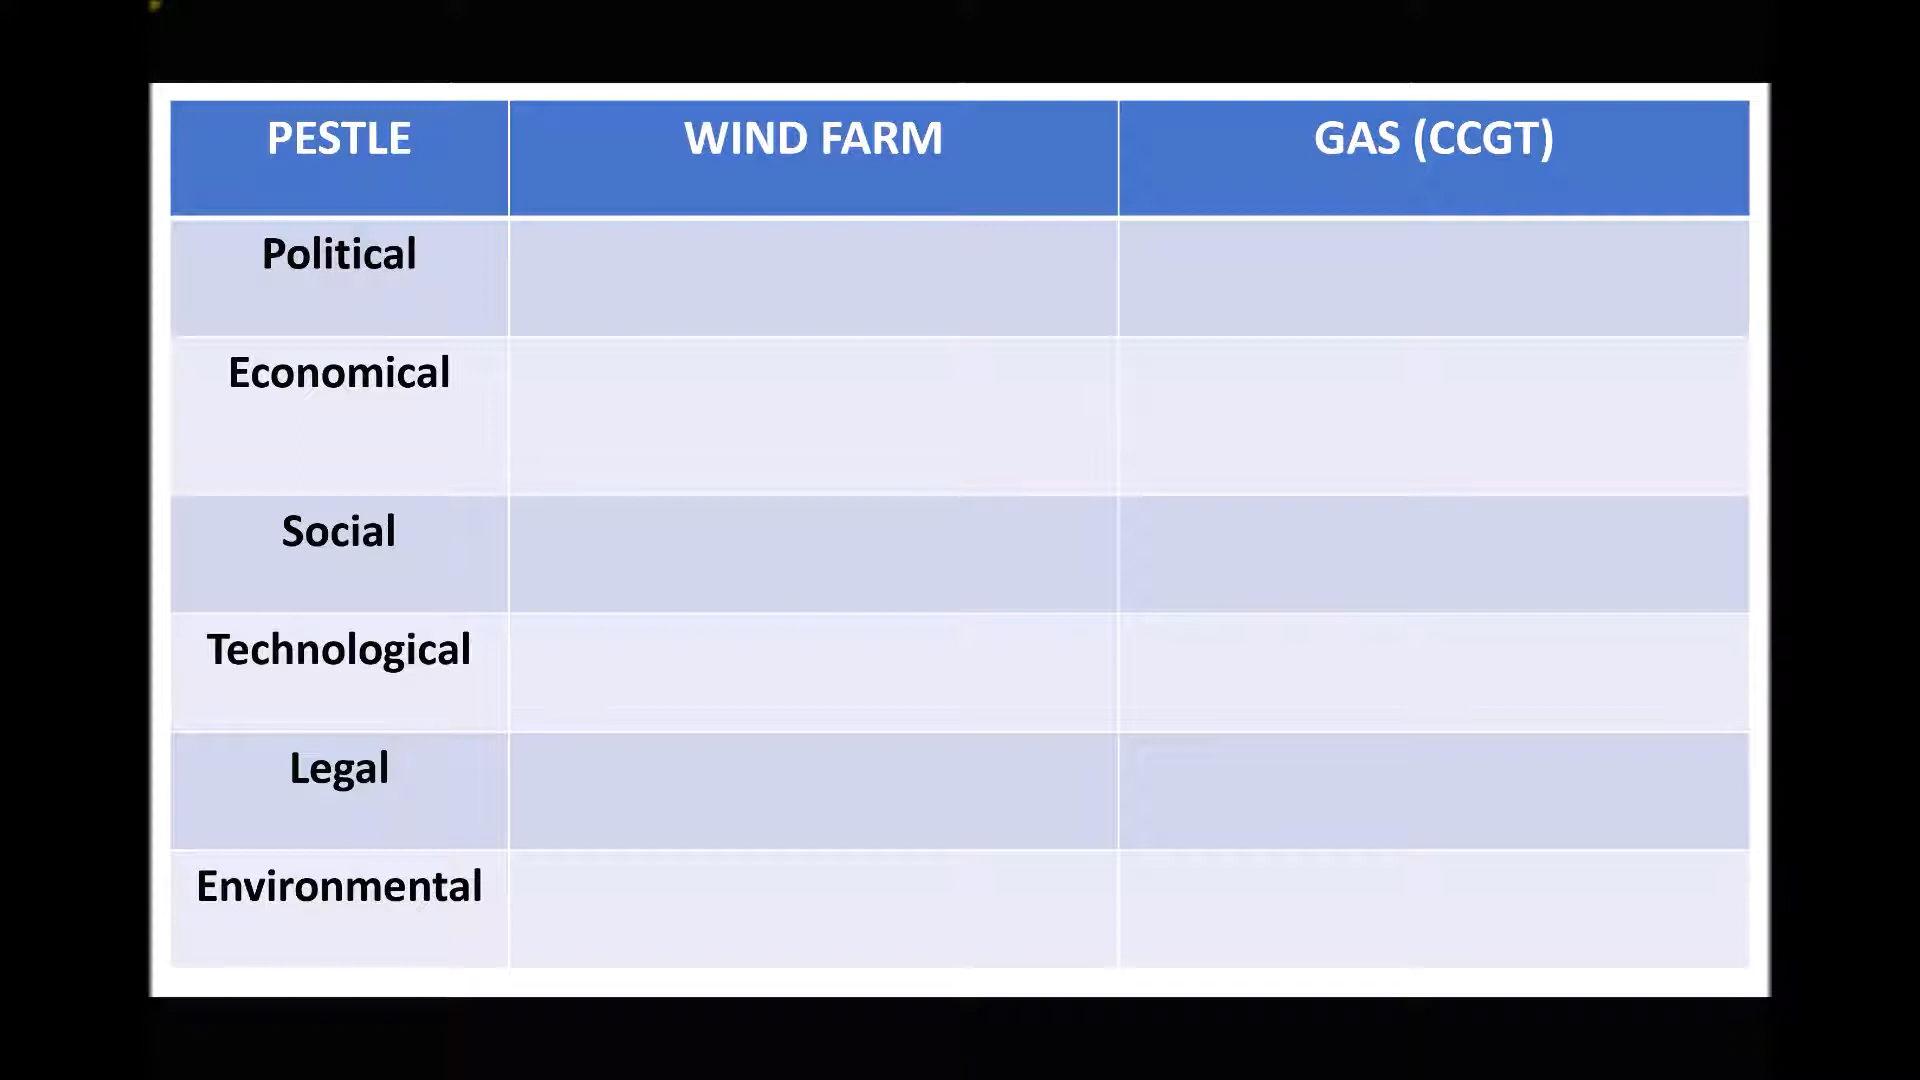 PESTLE WIND FARM GAS (CCGT)
Political
Economical
Social
Technological
Legal
Environmental